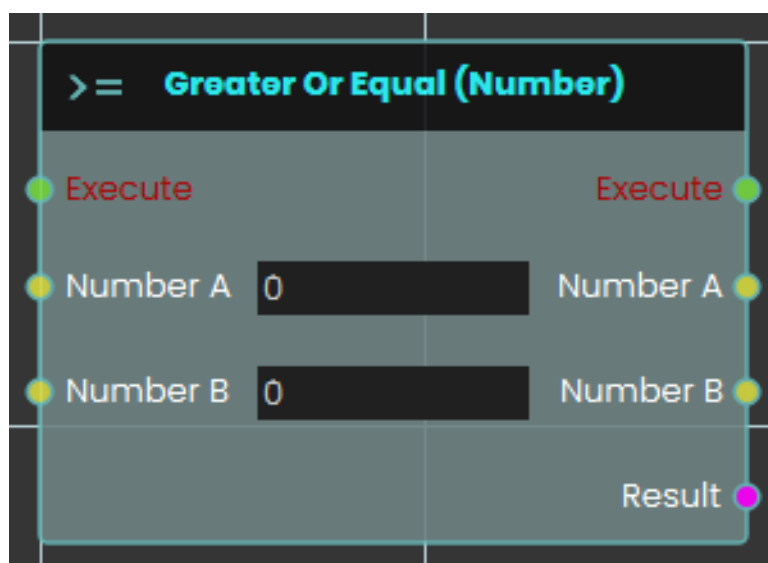 >= Greater Or Equal (Number)
Execute Execute
Number A 0 Number A
Number B 0 Number B
Result